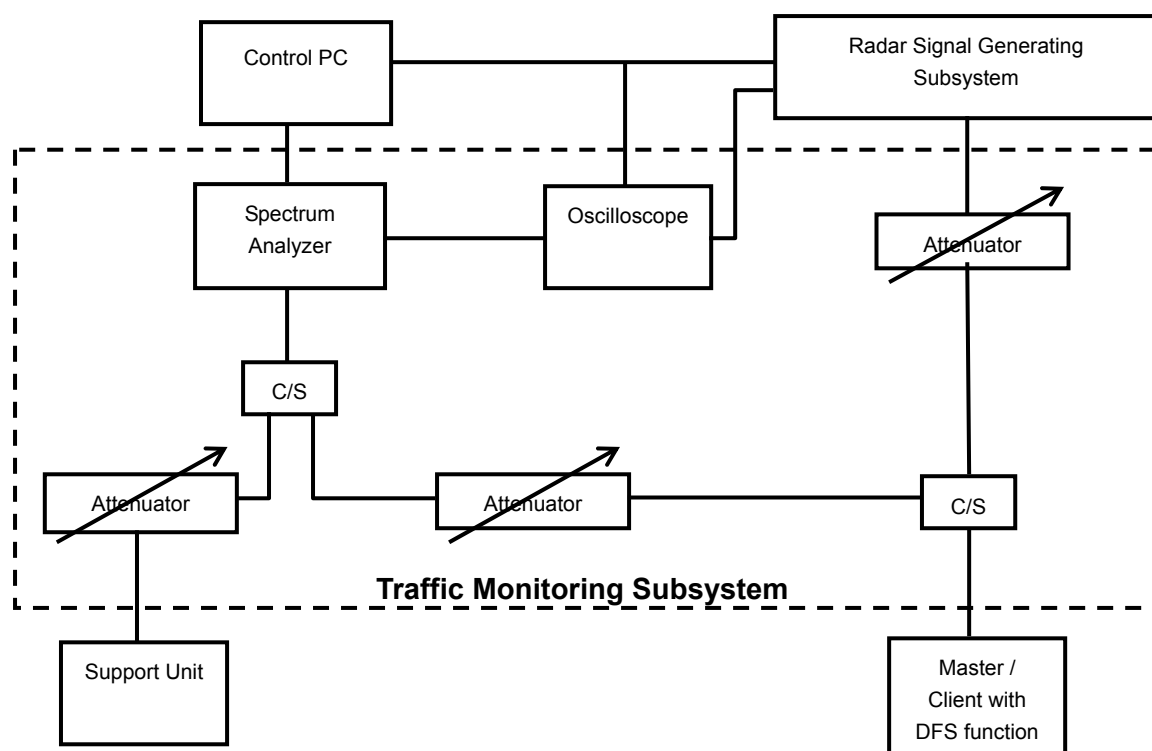 Control PC
Radar Signal Generating
Subsystem
Spectrum
Analyzer
Oscilloscope
Attenuator
C/S
Attenuator
Attenuator
C/S
Traffic Monitoring Subsystem
Support Unit
Master /
Client with
DFS function